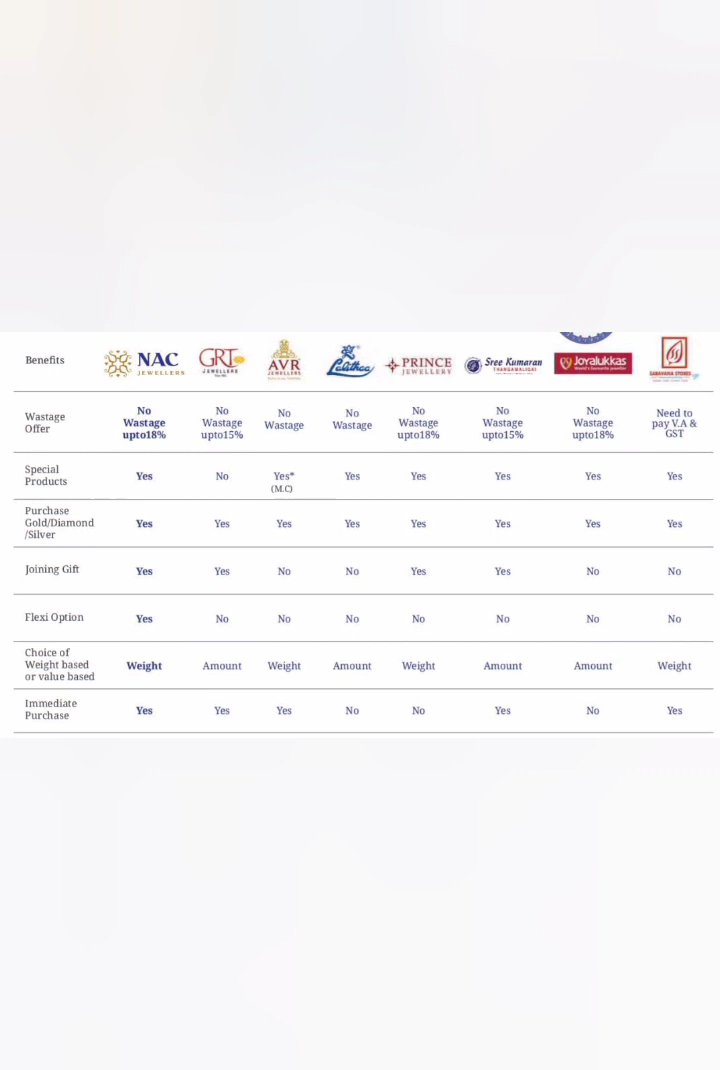 Benefits
NAC
JEWELLERS
GRT
JEWELLERS
AVR
JEWELLERS
Lalithaa
PRINCE
JEWELLERY
Sree Kumaran
THANGAMALIGAI
Joyalukkas
World's favourite jeweller
SARAVANA STORES
Wastage
Offer
No
Wastage
upto18%
No
Wastage
upto15%
No
Wastage
No
Wastage
No
Wastage
upto18%
No
Wastage
upto15%
No
Wastage
upto18%
Need to
pay V.A &
GST
Special
Products
Yes
No
Yes*
(M.C)
Yes
Yes
Yes
Yes
Yes
Purchase
Gold/Diamond
/Silver
Yes
Yes
Yes
Yes
Yes
Yes
Yes
Yes
Joining Gift
Yes
Yes
No
No
Yes
Yes
No
No
Flexi Option
Yes
No
No
No
No
No
No
No
Choice of
Weight based
or value based
Weight
Amount
Weight
Amount
Weight
Amount
Amount
Weight
Immediate
Purchase
Yes
Yes
Yes
No
No
Yes
No
Yes